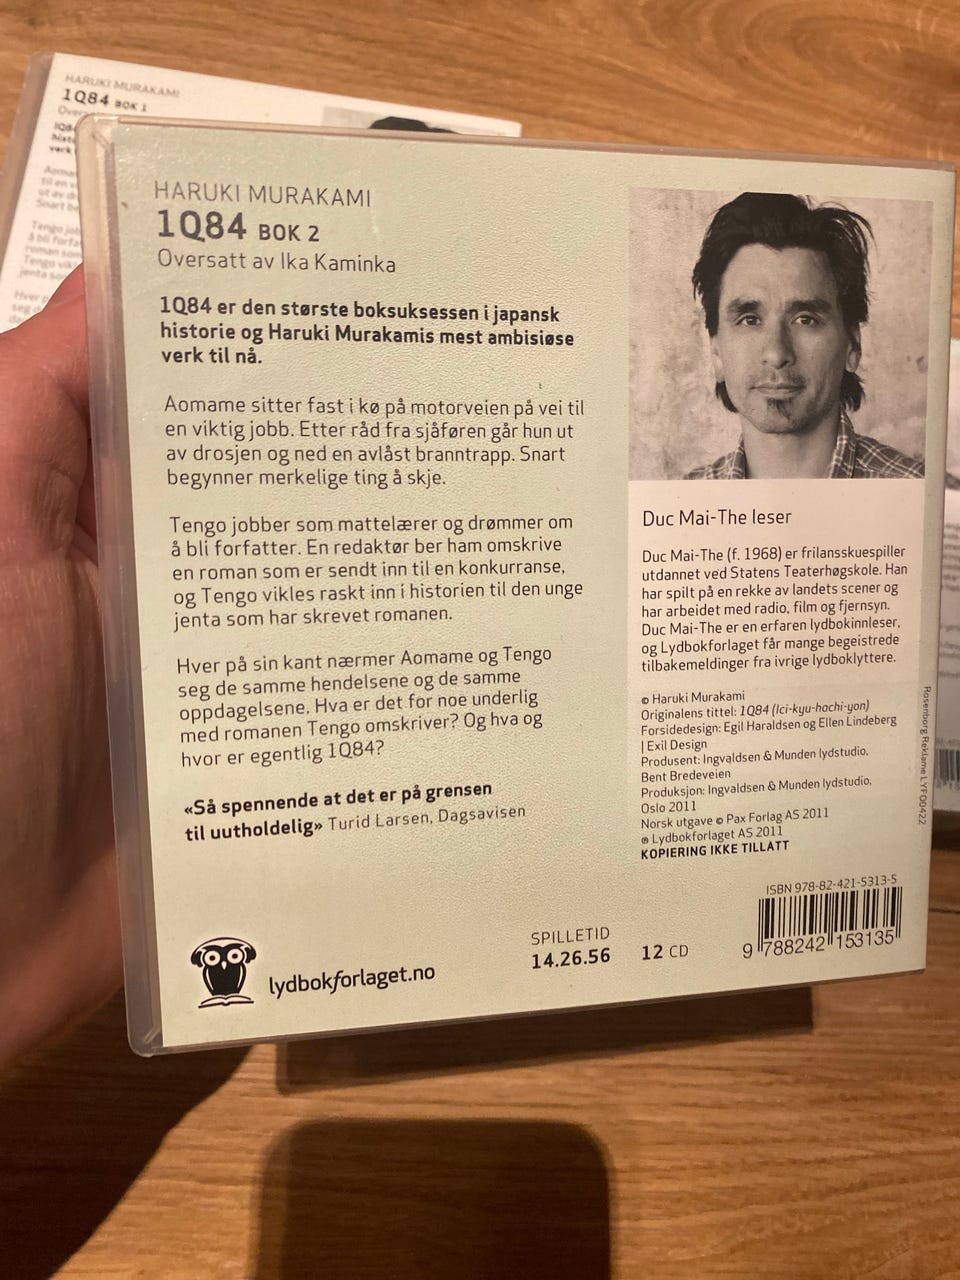 HARUKI MURAKAMI
1Q84 BOK 1
HARUKI MURAKAMI
1Q84 BOK 2
Oversatt av Ika Kaminka
1Q84 er den største boksuksessen i japansk
historie og Haruki Murakamis mest ambisiøse
verk til nå.
Aomame sitter fast i kø på motorveien på vei til
en viktig jobb. Etter råd fra sjåføren går hun ut
av drosjen og ned en avlåst branntrapp. Snart
begynner merkelige ting å skje.
Tengo jobber som mattelærer og drømmer om
å bli forfatter. En redaktør ber ham omskrive
en roman som er sendt inn til en konkurranse,
og Tengo vikles raskt inn i historien til den unge
jenta som har skrevet romanen.
Hver på sin kant nærmer Aomame og Tengo
seg de samme hendelsene og de samme
oppdagelsene. Hva er det for noe underlig
med romanen Tengo omskriver? Og hva og
hvor er egentlig 1Q84?
«Så spennende at det er på grensen
til uutholdelig» Turid Larsen, Dagsavisen
lydbokforlaget.no
SPILLETID
14.26.56
12 CD
Duc Mai-The leser
Duc Mai-The (f. 1968) er frilansskuespiller
utdannet ved Statens Teaterhøgskole. Han
har spilt på en rekke av landets scener og
har arbeidet med radio, film og fjernsyn.
Duc Mai-The er en erfaren lydbokinnleser,
og Lydbokforlaget får mange begeistrede
tilbakemeldinger fra ivrige lydboklyttere.
© Haruki Murakami
Originalens tittel: 1Q84 (Ici-kyu-hachi-yon)
Forsidedesign: Egil Haraldsen og Ellen Lindeberg
| Exil Design
Produsent: Ingvaldsen & Munden lydstudio,
Bent Bredeveien
Produksjon: Ingvaldsen & Munden lydstudio,
Oslo 2011
Norsk utgave © Pax Forlag AS 2011
℗ Lydbokforlaget AS 2011
KOPIERING IKKE TILLATT
Rosenborg Reklame LYF00422
ISBN 978-82-421-5313-5
9 788242 153135